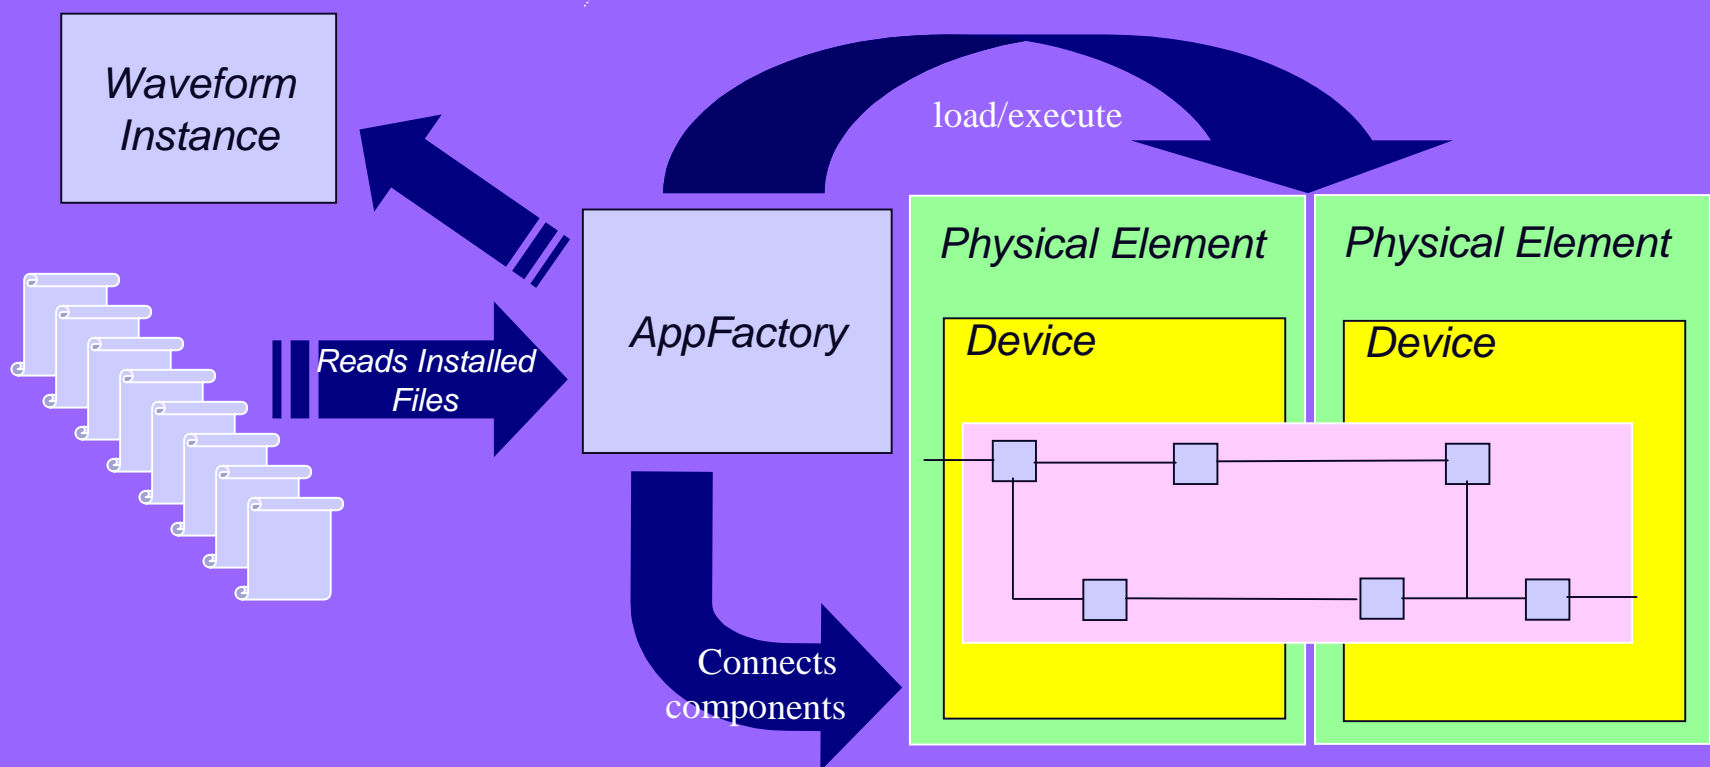 Waveform
Instance
load/execute
Reads Installed
Files
AppFactory
Connects
components
Physical Element
Device
Physical Element
Device